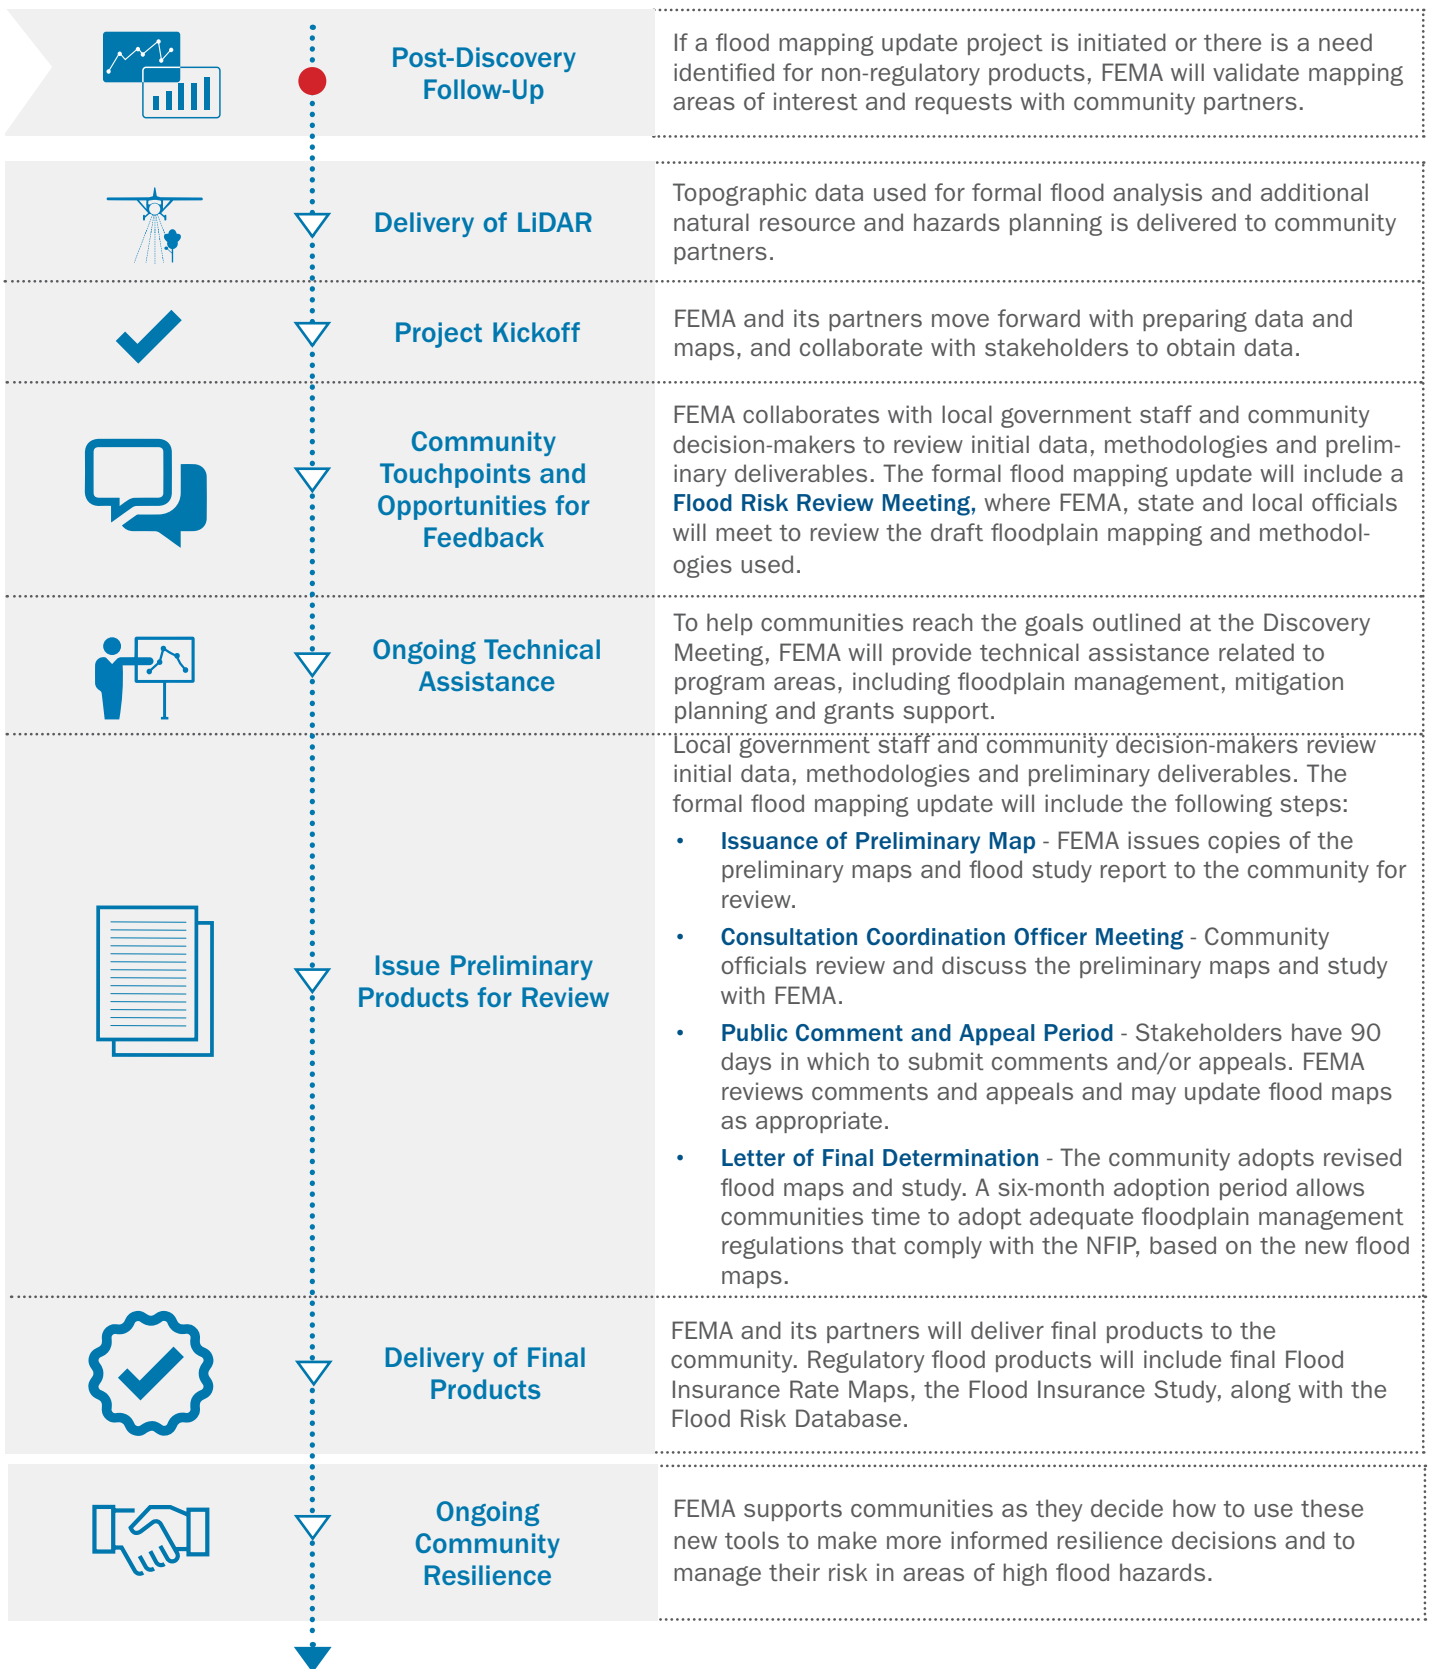 Post-Discovery
Follow-Up
If a flood mapping update project is initiated or there is a need
identified for non-regulatory products, FEMA will validate mapping
areas of interest and requests with community partners.
Delivery of LiDAR
Topographic data used for formal flood analysis and additional
natural resource and hazards planning is delivered to community
partners.
Project Kickoff
FEMA and its partners move forward with preparing data and
maps, and collaborate with stakeholders to obtain data.
Community
Touchpoints and
Opportunities for
Feedback
FEMA collaborates with local government staff and community
decision-makers to review initial data, methodologies and prelim-
inary deliverables. The formal flood mapping update will include a
Flood Risk Review Meeting, where FEMA, state and local officials
will meet to review the draft floodplain mapping and methodol-
ogies used.
Ongoing Technical
Assistance
To help communities reach the goals outlined at the Discovery
Meeting, FEMA will provide technical assistance related to
program areas, including floodplain management, mitigation
planning and grants support.
Issue Preliminary
Products for Review
Local government staff and community decision-makers review
initial data, methodologies and preliminary deliverables. The
formal flood mapping update will include the following steps:
• Issuance of Preliminary Map - FEMA issues copies of the
preliminary maps and flood study report to the community for
review.
• Consultation Coordination Officer Meeting - Community
officials review and discuss the preliminary maps and study
with FEMA.
• Public Comment and Appeal Period - Stakeholders have 90
days in which to submit comments and/or appeals. FEMA
reviews comments and appeals and may update flood maps
as appropriate.
• Letter of Final Determination - The community adopts revised
flood maps and study. A six-month adoption period allows
communities time to adopt adequate floodplain management
regulations that comply with the NFIP, based on the new flood
maps.
Delivery of Final
Products
FEMA and its partners will deliver final products to the
community. Regulatory flood products will include final Flood
Insurance Rate Maps, the Flood Insurance Study, along with the
Flood Risk Database.
Ongoing
Community
Resilience
FEMA supports communities as they decide how to use these
new tools to make more informed resilience decisions and to
manage their risk in areas of high flood hazards.